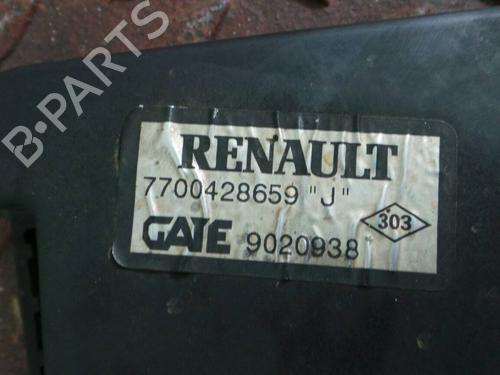 B-PARTS
RENAULT
7700428659 "J"
303
GATE 9020938